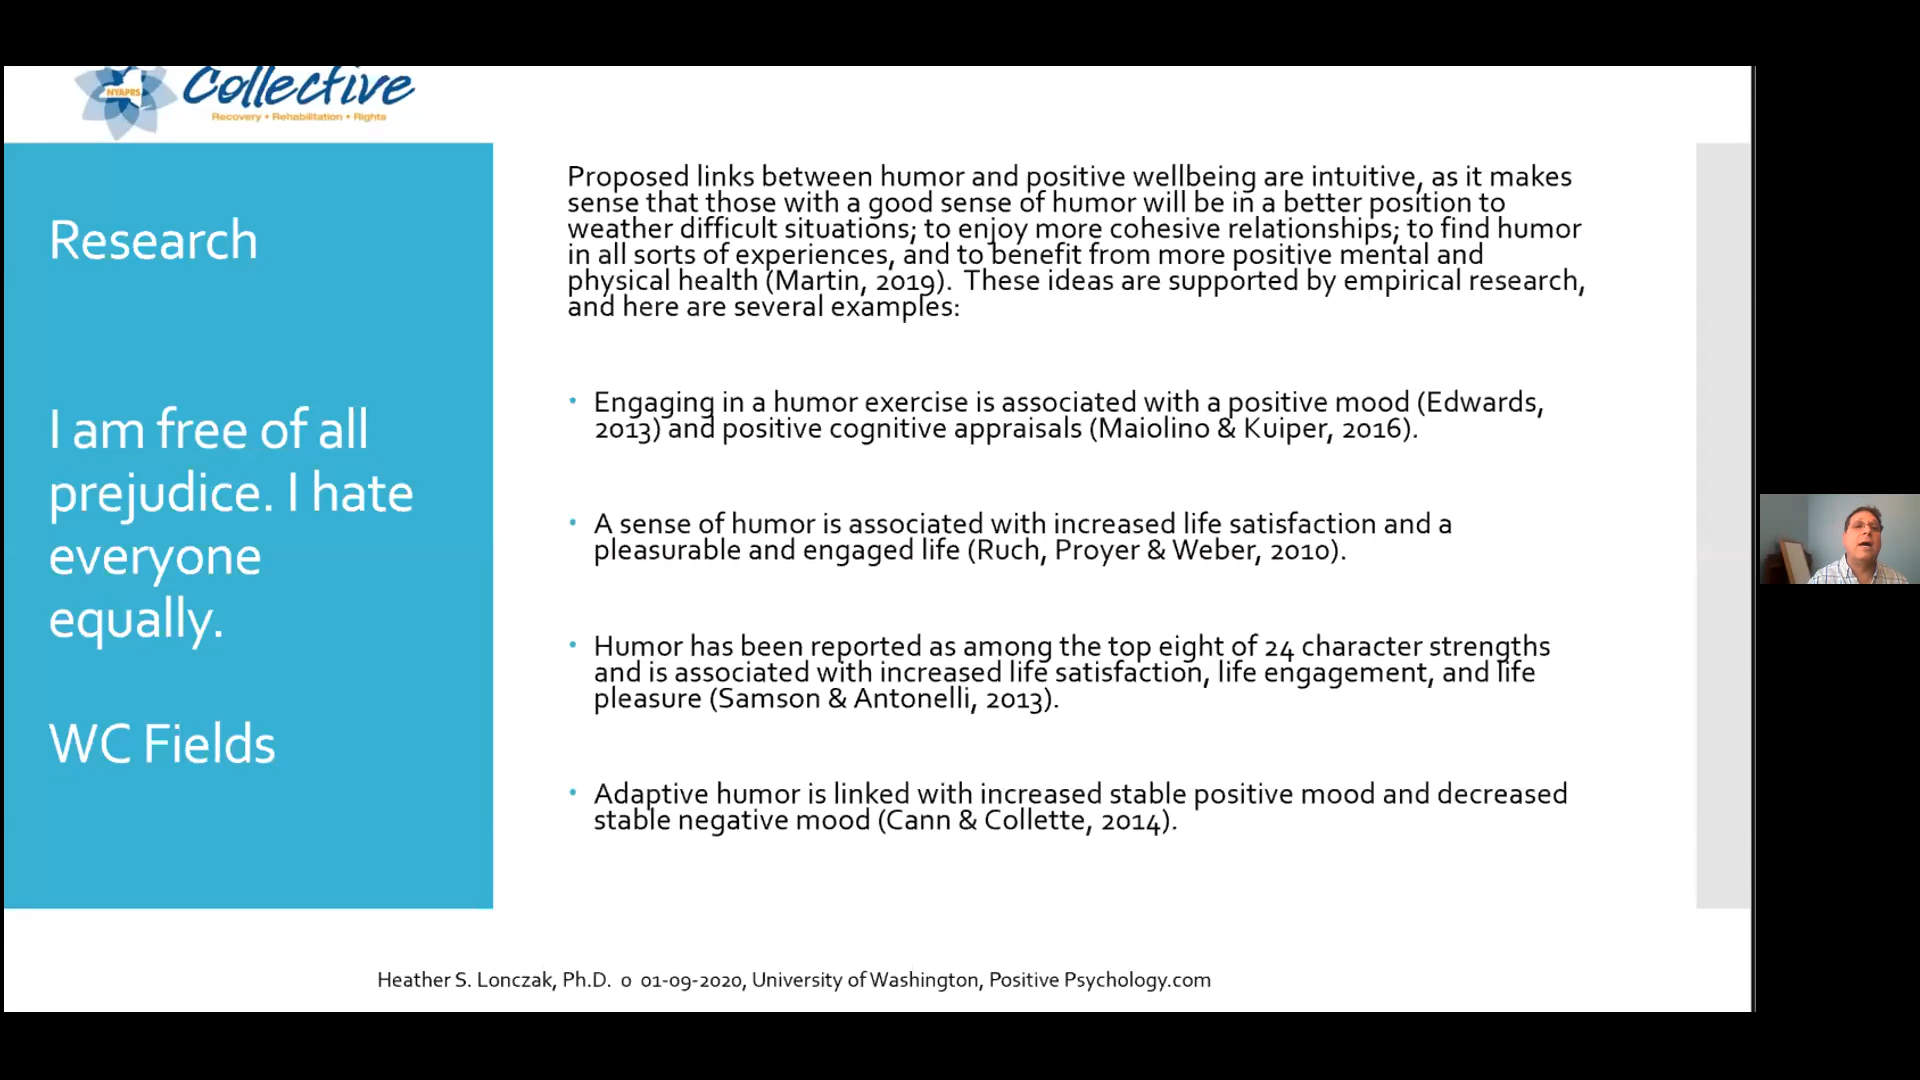 NYAPRS
Collective
Recovery • Rehabilitation • Rights
Research
I am free of all
prejudice. I hate
everyone
equally.
WC Fields
Proposed links between humor and positive wellbeing are intuitive, as it makes
sense that those with a good sense of humor will be in a better position to
weather difficult situations; to enjoy more cohesive relationships; to find humor
in all sorts of experiences, and to benefit from more positive mental and
physical health (Martin, 2019). These ideas are supported by empirical research,
and here are several examples:
• Engaging in a humor exercise is associated with a positive mood (Edwards,
2013) and positive cognitive appraisals (Maiolino & Kuiper, 2016).
• A sense of humor is associated with increased life satisfaction and a
pleasurable and engaged life (Ruch, Proyer & Weber, 2010).
• Humor has been reported as among the top eight of 24 character strengths
and is associated with increased life satisfaction, life engagement, and life
pleasure (Samson & Antonelli, 2013).
• Adaptive humor is linked with increased stable positive mood and decreased
stable negative mood (Cann & Collette, 2014).
Heather S. Lonczak, Ph.D. o 01-09-2020, University of Washington, Positive Psychology.com